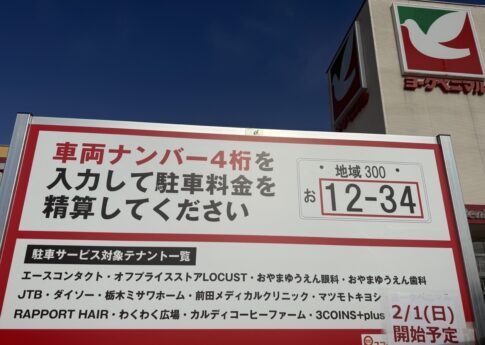 ヨークベニマル
車両ナンバー4桁を
入力して駐車料金を
精算してください
地域 300
お 12-34
駐車サービス対象テナント一覧
エースコンタクト・オフプライスストアLOCUST・おやまゆうえん眼科・おやまゆうえん歯科
JTB・ダイソー・栃木ミサワホーム・前田メディカルクリニック・マツモトキヨシ
RAPPORT HAIR・わくわく広場・カルディコーヒーファーム・3COINS+plus
2/1(日)
開始予定